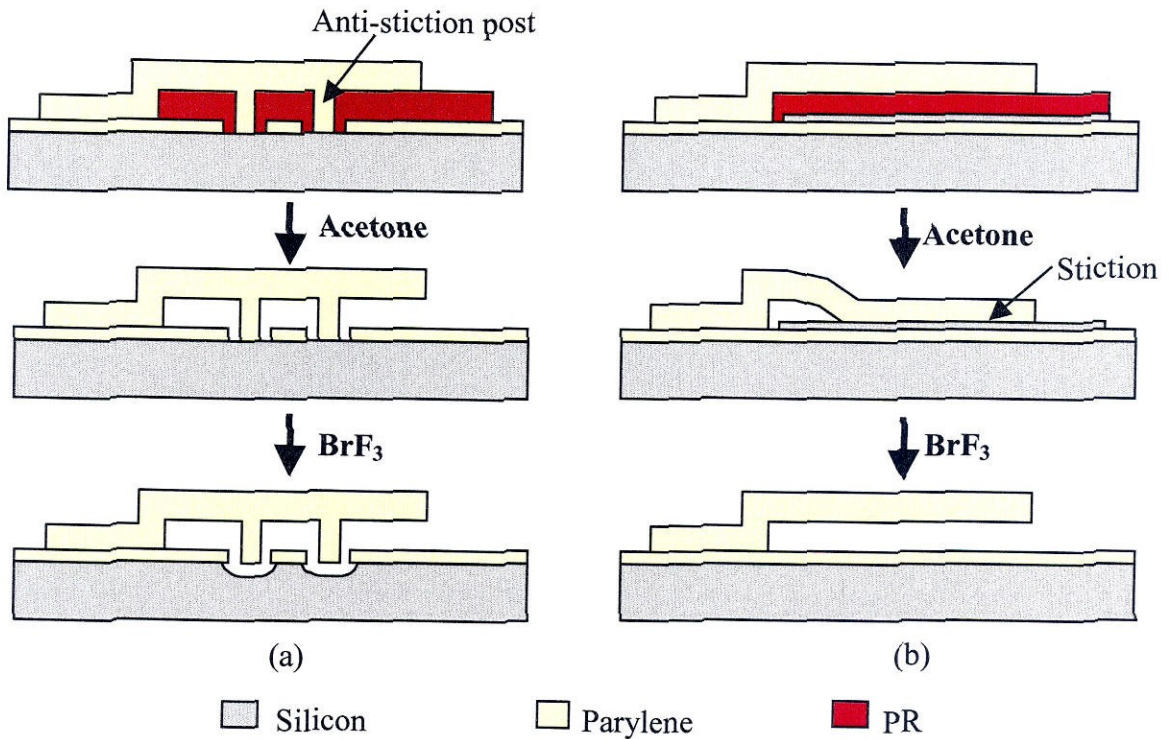 Anti-stiction post
Acetone
Acetone
Stiction
BrF₃
BrF₃
(a)
(b)
Silicon
Parylene
PR